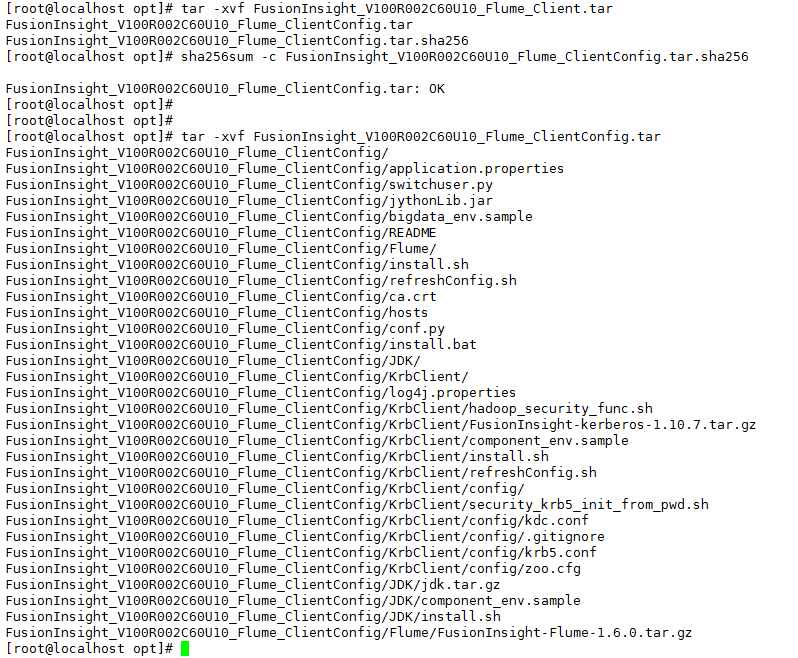 [root@localhost opt]# tar -xvf FusionInsight_V100R002C60U10_Flume_Client.tar
FusionInsight_V100R002C60U10_Flume_ClientConfig.tar
FusionInsight_V100R002C60U10_Flume_ClientConfig.tar.sha256
[root@localhost opt]# sha256sum -c FusionInsight_V100R002C60U10_Flume_ClientConfig.tar.sha256
FusionInsight_V100R002C60U10_Flume_ClientConfig.tar: OK
[root@localhost opt]#
[root@localhost opt]#
[root@localhost opt]# tar -xvf FusionInsight_V100R002C60U10_Flume_ClientConfig.tar
FusionInsight_V100R002C60U10_Flume_ClientConfig/
FusionInsight_V100R002C60U10_Flume_ClientConfig/application.properties
FusionInsight_V100R002C60U10_Flume_ClientConfig/switchuser.py
FusionInsight_V100R002C60U10_Flume_ClientConfig/jythonLib.jar
FusionInsight_V100R002C60U10_Flume_ClientConfig/bigdata_env.sample
FusionInsight_V100R002C60U10_Flume_ClientConfig/README
FusionInsight_V100R002C60U10_Flume_ClientConfig/Flume/
FusionInsight_V100R002C60U10_Flume_ClientConfig/install.sh
FusionInsight_V100R002C60U10_Flume_ClientConfig/refreshConfig.sh
FusionInsight_V100R002C60U10_Flume_ClientConfig/ca.crt
FusionInsight_V100R002C60U10_Flume_ClientConfig/hosts
FusionInsight_V100R002C60U10_Flume_ClientConfig/conf.py
FusionInsight_V100R002C60U10_Flume_ClientConfig/install.bat
FusionInsight_V100R002C60U10_Flume_ClientConfig/JDK/
FusionInsight_V100R002C60U10_Flume_ClientConfig/KrbClient/
FusionInsight_V100R002C60U10_Flume_ClientConfig/log4j.properties
FusionInsight_V100R002C60U10_Flume_ClientConfig/KrbClient/hadoop_security_func.sh
FusionInsight_V100R002C60U10_Flume_ClientConfig/KrbClient/FusionInsight-kerberos-1.10.7.tar.gz
FusionInsight_V100R002C60U10_Flume_ClientConfig/KrbClient/component_env.sample
FusionInsight_V100R002C60U10_Flume_ClientConfig/KrbClient/install.sh
FusionInsight_V100R002C60U10_Flume_ClientConfig/KrbClient/refreshConfig.sh
FusionInsight_V100R002C60U10_Flume_ClientConfig/KrbClient/config/
FusionInsight_V100R002C60U10_Flume_ClientConfig/KrbClient/security_krb5_init_from_pwd.sh
FusionInsight_V100R002C60U10_Flume_ClientConfig/KrbClient/config/kdc.conf
FusionInsight_V100R002C60U10_Flume_ClientConfig/KrbClient/config/.gitignore
FusionInsight_V100R002C60U10_Flume_ClientConfig/KrbClient/config/krb5.conf
FusionInsight_V100R002C60U10_Flume_ClientConfig/KrbClient/config/zoo.cfg
FusionInsight_V100R002C60U10_Flume_ClientConfig/JDK/jdk.tar.gz
FusionInsight_V100R002C60U10_Flume_ClientConfig/JDK/component_env.sample
FusionInsight_V100R002C60U10_Flume_ClientConfig/JDK/install.sh
FusionInsight_V100R002C60U10_Flume_ClientConfig/Flume/FusionInsight-Flume-1.6.0.tar.gz
[root@localhost opt]#